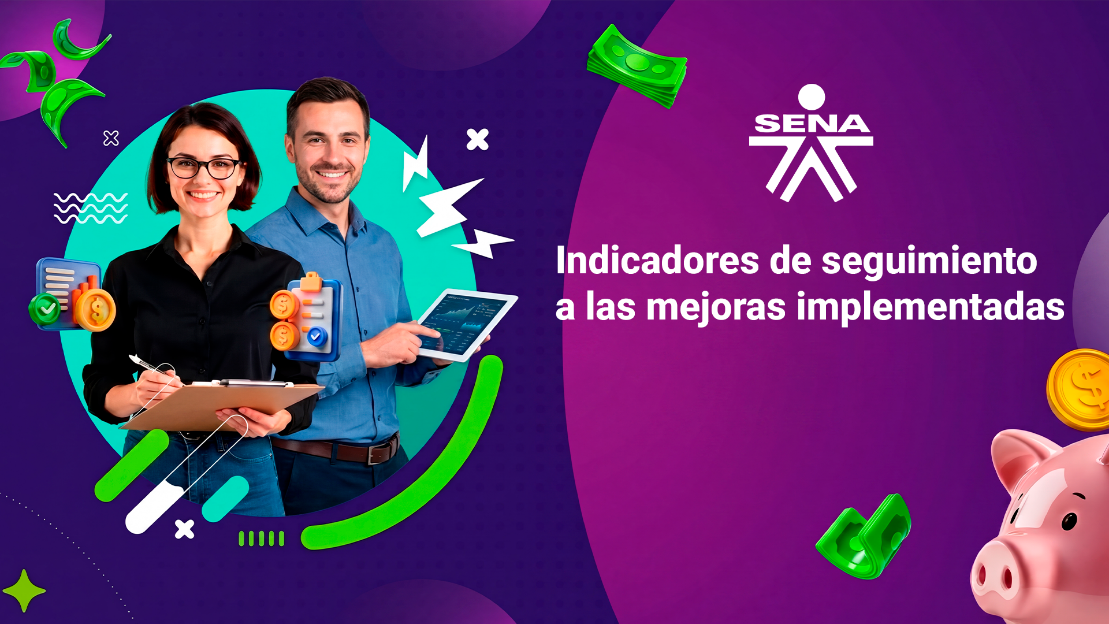 SENA
Indicadores de seguimiento
a las mejoras implementadas